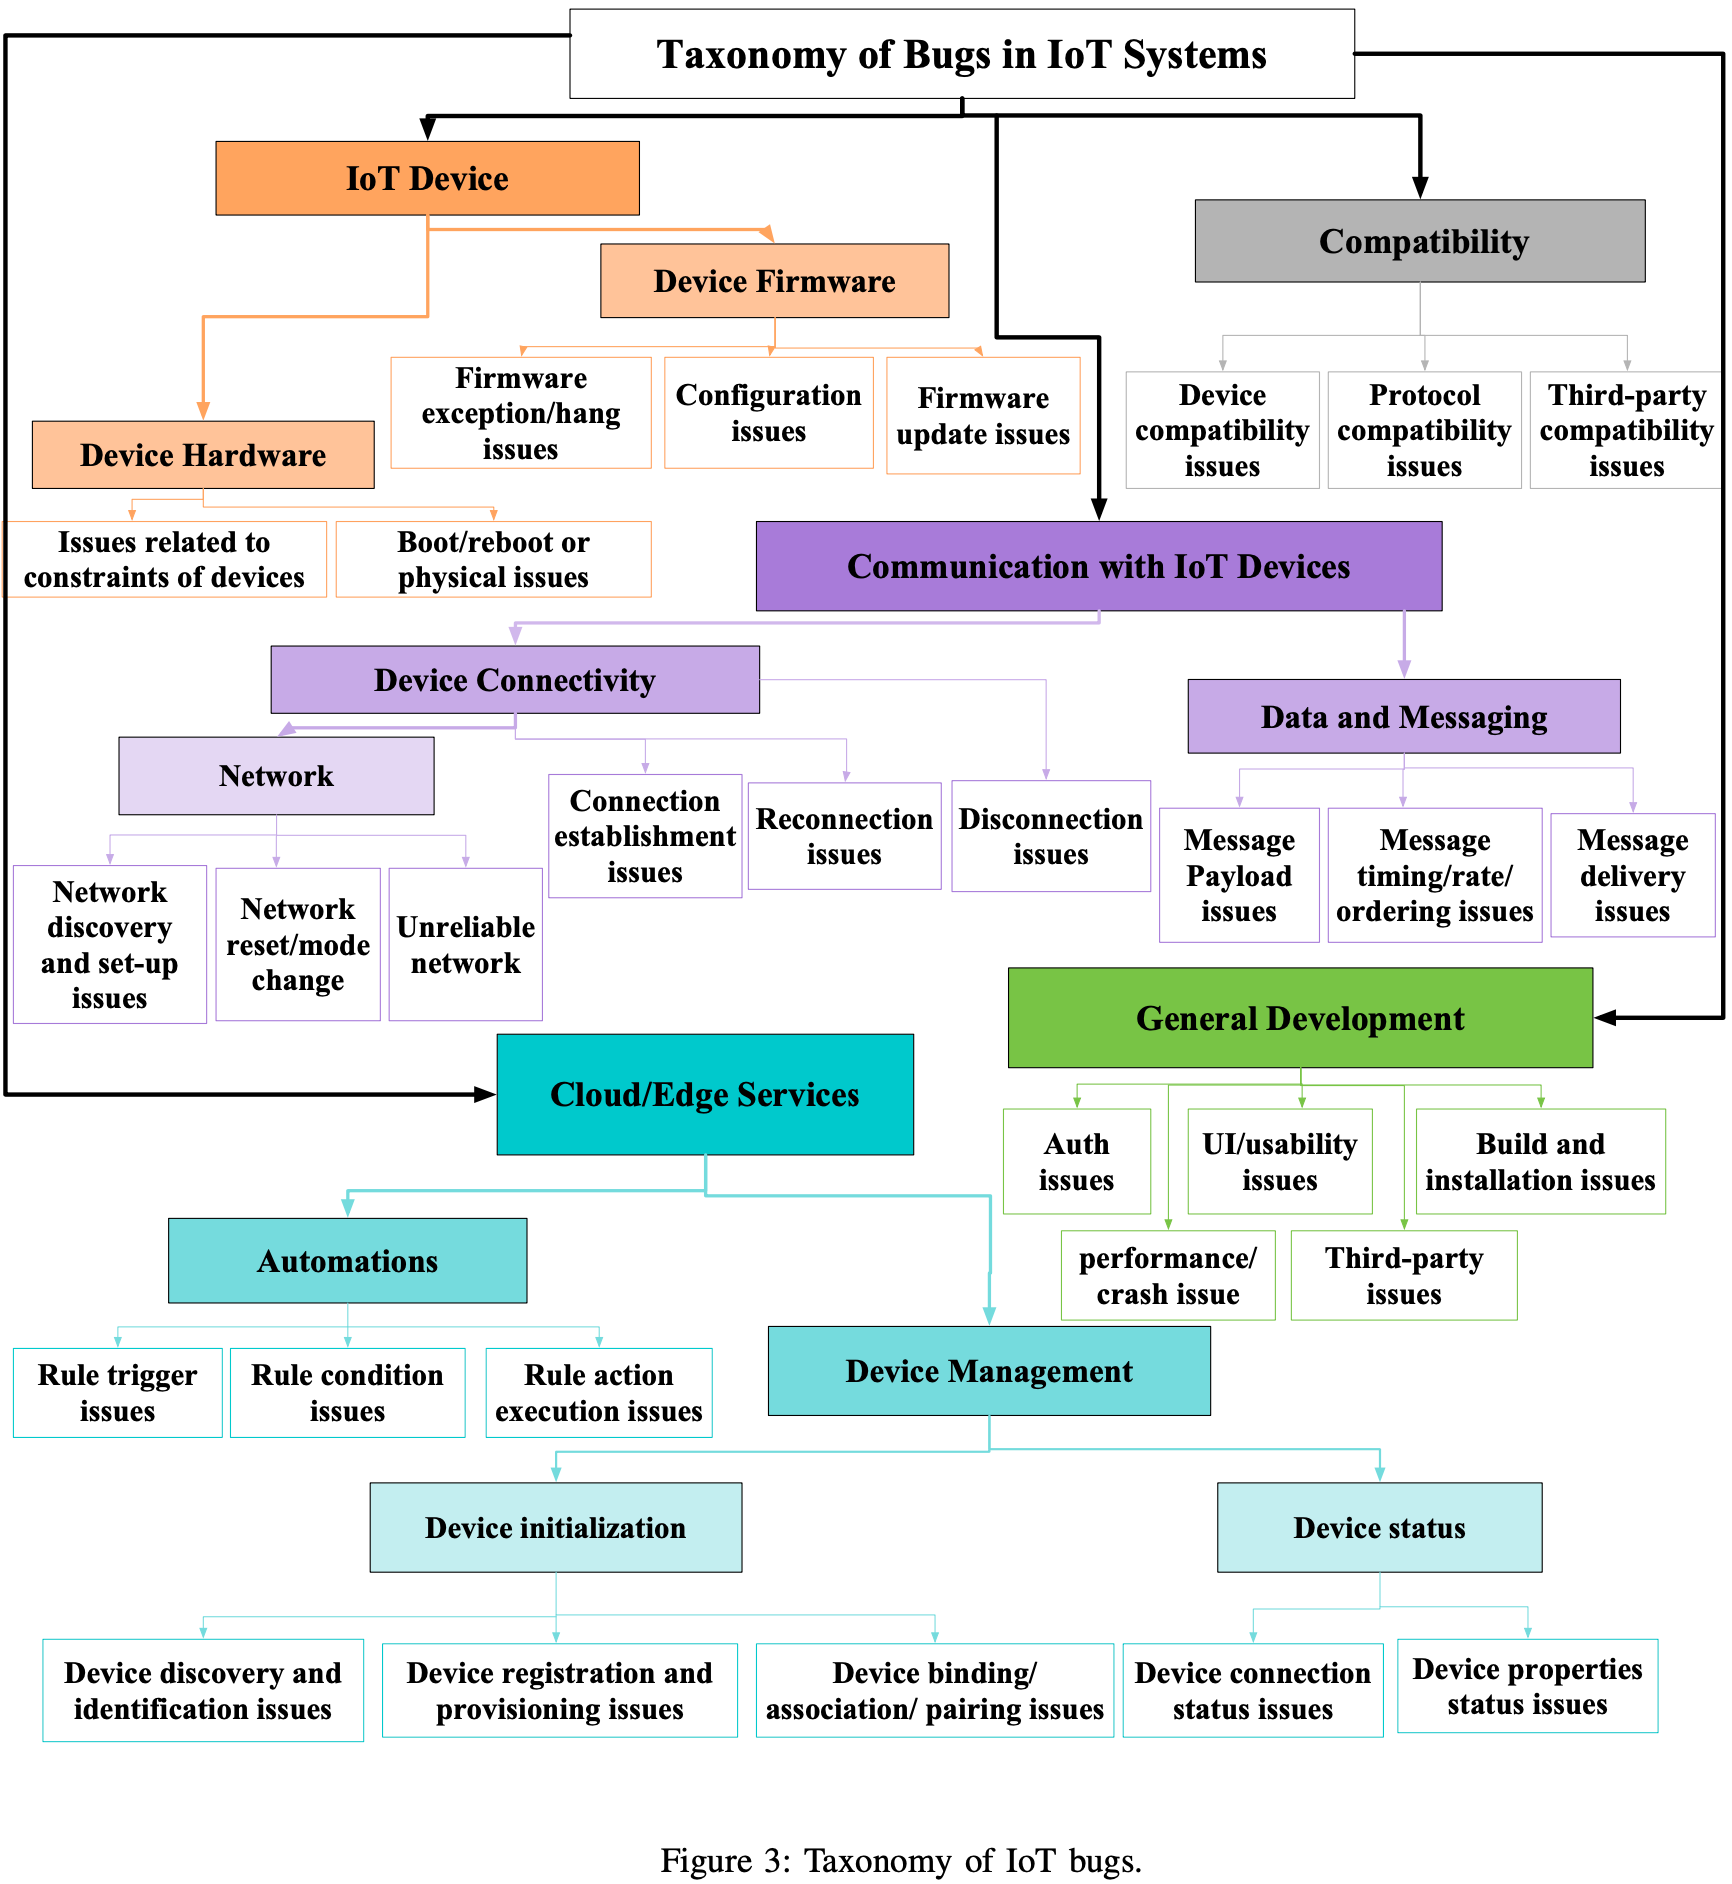 Taxonomy of Bugs in IoT Systems
IoT Device
Compatibility
Device Firmware
Firmware
exception/hang
issues
Configuration
issues
Firmware
update issues
Device
compatibility
issues
Protocol
compatibility
issues
Third-party
compatibility
issues
Device Hardware
Issues related to
constraints of devices
Boot/reboot or
physical issues
Communication with IoT Devices
Device Connectivity
Data and Messaging
Network
Connection
establishment
issues
Reconnection
issues
Disconnection
issues
Message
Payload
issues
Message
timing/rate/
ordering issues
Message
delivery
issues
Network
discovery
and set-up
issues
Network
reset/mode
change
Unreliable
network
General Development
Cloud/Edge Services
Auth
issues
UI/usability
issues
Build and
installation issues
performance/
crash issue
Third-party
issues
Automations
Rule trigger
issues
Rule condition
issues
Rule action
execution issues
Device Management
Device initialization
Device status
Device discovery and
identification issues
Device registration and
provisioning issues
Device binding/
association/ pairing issues
Device connection
status issues
Device properties
status issues
Figure 3: Taxonomy of IoT bugs.